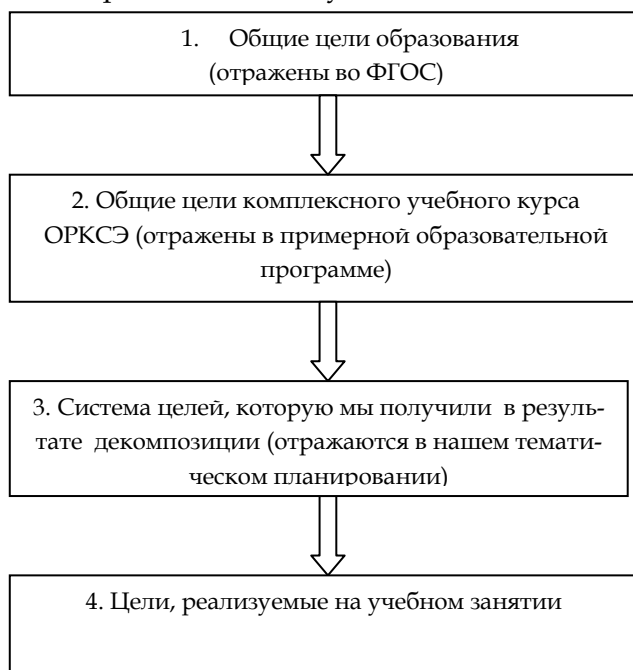 1. Общие цели образования
(отражены во ФГОС)
2. Общие цели комплексного учебного курса
ОРКСЭ (отражены в примерной образовательной
программе)
3. Система целей, которую мы получили в резуль-
тате декомпозиции (отражаются в нашем темати-
ческом планировании)
4. Цели, реализуемые на учебном занятии